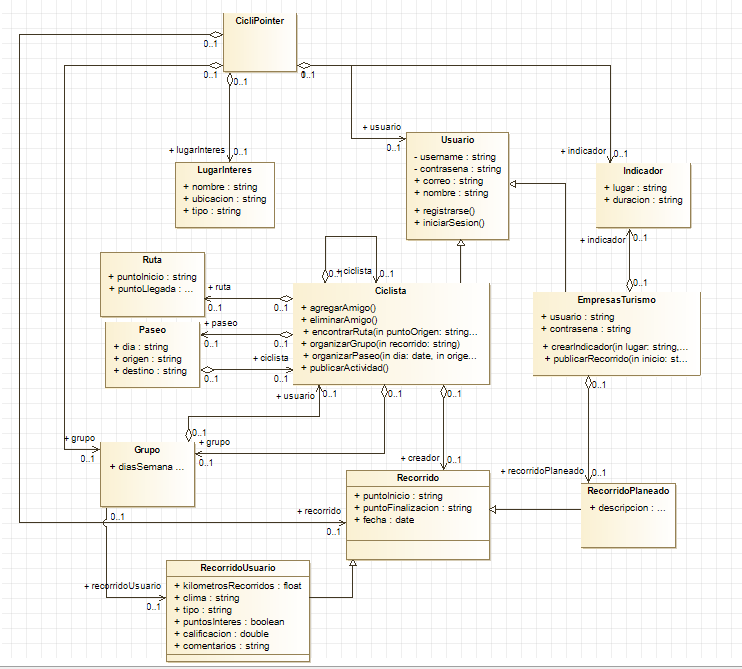 CicliPointer
0..1
0..1
0..1
0..1
+ usuario
0..1
+ lugarInteres
0..1
+ indicador
0..1
LugarInteres
+ nombre : string
+ ubicacion : string
+ tipo : string
Usuario
- username : string
- contrasena : string
+ correo : string
+ nombre : string
+ registrarse()
+ iniciarSesion()
Indicador
+ lugar : string
+ duracion : string
+ indicador
0..1
0..1
Ruta
+ puntoInicio : string
+ puntoLlegada : ...
+ ruta
0..1
0..1
0..1
+ ciclista
0..1
Ciclista
+ agregarAmigo()
+ eliminarAmigo()
+ encontrarRuta(in puntoOrigen: string...
+ organizarGrupo(in recorrido: string)
+ organizarPaseo(in dia: date, in orige...
+ publicarActividad()
EmpresasTurismo
+ usuario : string
+ contrasena : string
+ crearIndicador(in lugar: string,...
+ publicarRecorrido(in inicio: st...
0..1
Paseo
+ dia : string
+ origen : string
+ destino : string
+ paseo
0..1
0..1
+ ciclista
0..1
0..1
+ usuario
0..1
0..1
0..1
0..1
+ grupo
0..1
+ grupo
0..1
Grupo
+ diasSemana ...
0..1
+ creador
0..1
+ recorridoPlaneado
0..1
Recorrido
+ puntoInicio : string
+ puntoFinalizacion : string
+ fecha : date
RecorridoPlaneado
+ descripcion : ...
+ recorrido
0..1
+ recorridoUsuario
0..1
RecorridoUsuario
+ kilometrosRecorridos : float
+ clima : string
+ tipo : string
+ puntosInteres : boolean
+ calificacion : double
+ comentarios : string